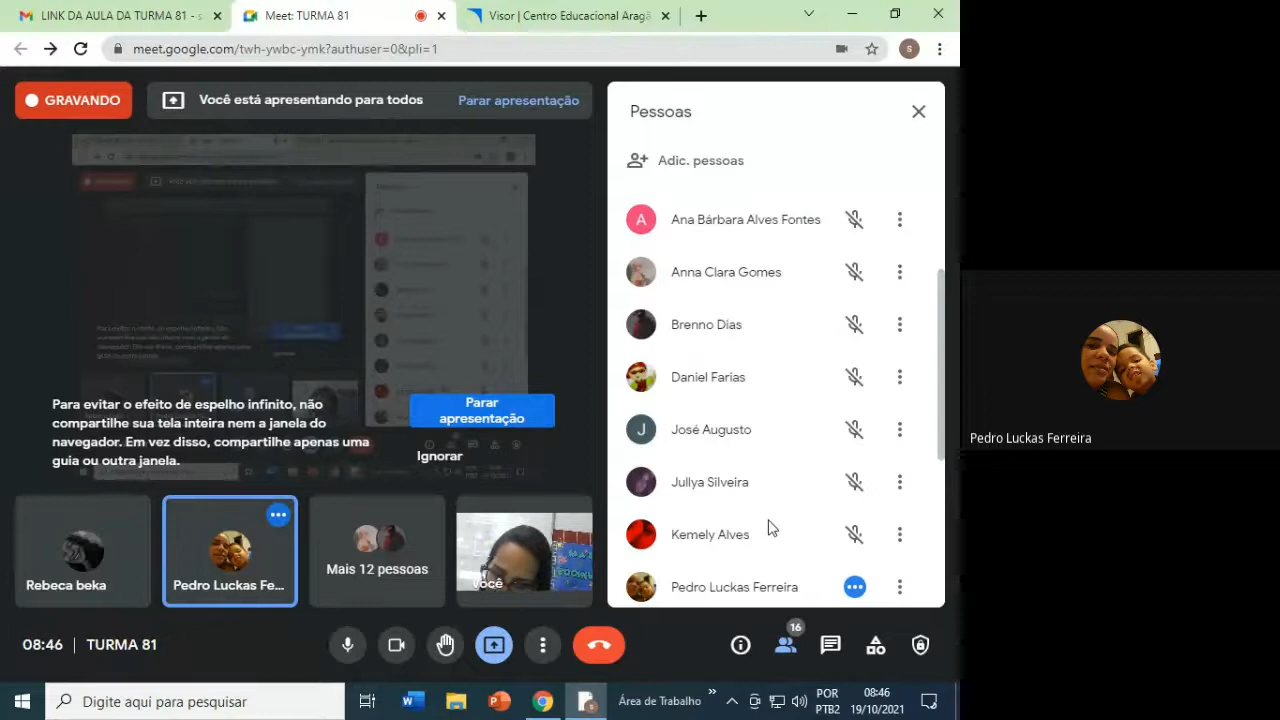 LINK DA AULA DA TURMA 81 - s
Meet: TURMA 81
Visor | Centro Educacional Aragã
meet.google.com/twh-ywbc-ymk?authuser=0&pli=1
S
GRAVANDO
Você está apresentando para todos
Parar apresentação
Pessoas
Adic. pessoas
A
Ana Bárbara Alves Fontes
Anna Clara Gomes
Brenno Dias
Daniel Farias
J
José Augusto
Jullya Silveira
Kemely Alves
Pedro Luckas Ferreira
Para evitar o efeito de espelho infinito, não
compartilhe sua tela inteira nem a janela do
navegador. Em vez disso, compartilhe apenas uma
guia ou outra janela.
Parar
apresentação
Ignorar
Rebeca beka
Pedro Luckas Fe...
Mais 12 pessoas
Você
08:46 | TURMA 81
16
Digite aqui para pesquisar
Área de Trabalho
POR
PTB2
08:46
19/10/2021
Pedro Luckas Ferreira